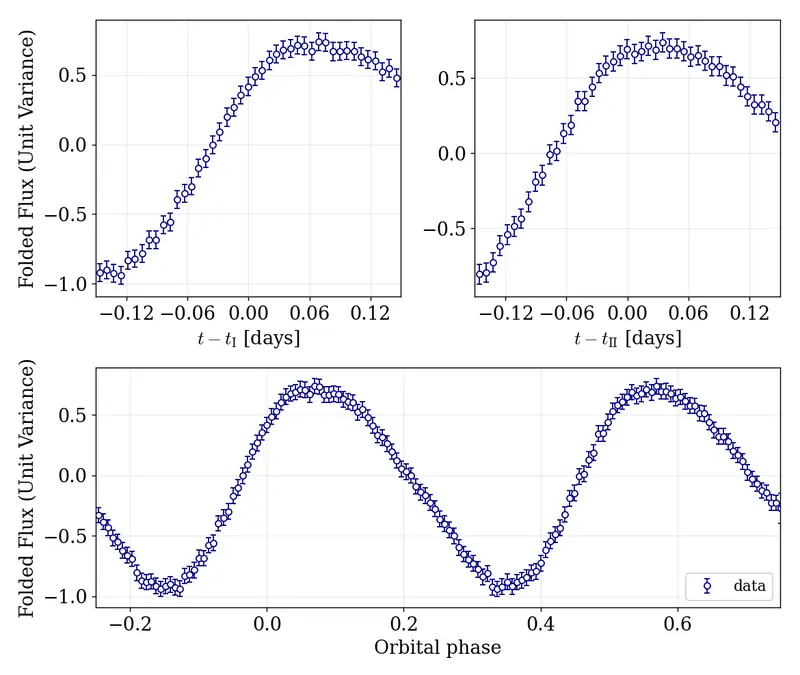 Folded Flux (Unit Variance)
0.5
0.0
−0.5
−1.0
−0.12 −0.06 0.00 0.06 0.12
t − tI [days]
0.5
0.0
−0.5
−0.12 −0.06 0.00 0.06 0.12
t − tII [days]
Folded Flux (Unit Variance)
0.5
0.0
−0.5
−1.0
data
−0.2 0.0 0.2 0.4 0.6
Orbital phase